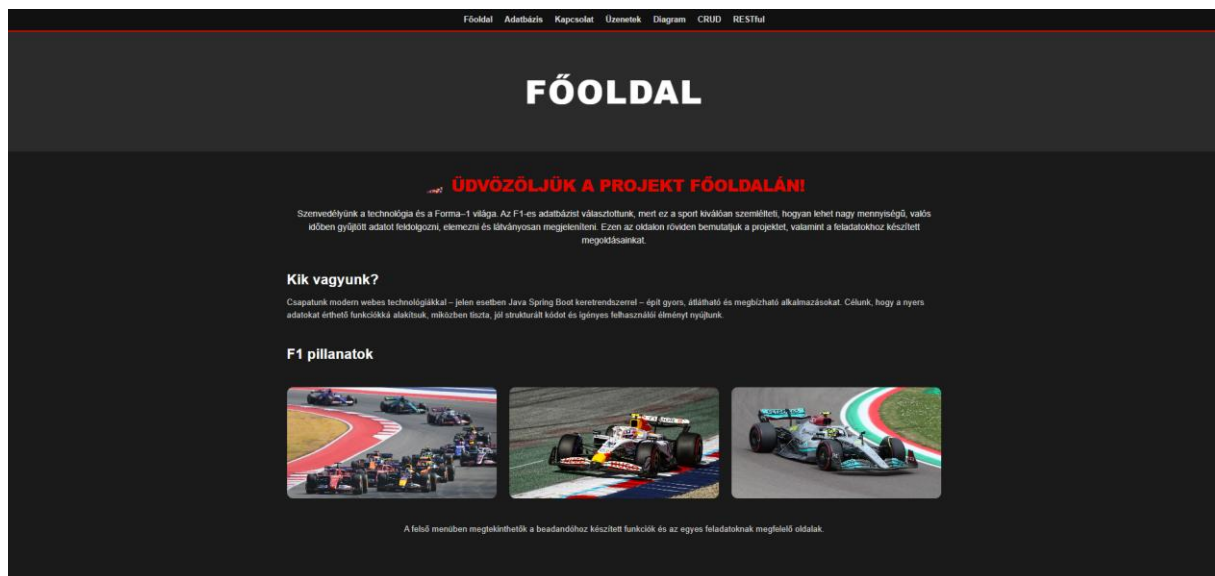 Főoldal Adatbázis Kapcsolat Üzenetek Diagram CRUD RESTful
FŐOLDAL
ÜDVÖZÖLJÜK A PROJEKT FŐOLDALÁN!
Szenvedélyünk a technológia és a Forma–1 világa. Az F1-es adatbázist választottunk, mert ez a sport kiválóan szemlélteti, hogyan lehet nagy mennyiségű, valós
időben gyűjtött adatot feldolgozni, elemezni és látványosan megjeleníteni. Ezen az oldalon röviden bemutatjuk a projektet, valamint a feladatokhoz készített
megoldásainkat.
Kik vagyunk?
Csapatunk modern webes technológiákkal – jelen esetben Java Spring Boot keretrendszerrel – épít gyors, átlátható és megbízható alkalmazásokat. Célunk, hogy a nyers
adatokat érthető funkciókká alakítsuk, miközben tiszta, jól strukturált kódot és igényes felhasználói élményt nyújtunk.
F1 pillanatok
A felső menüben megtekinthetők a beadandóhoz készített funkciók és az egyes feladatoknak megfelelő oldalak.